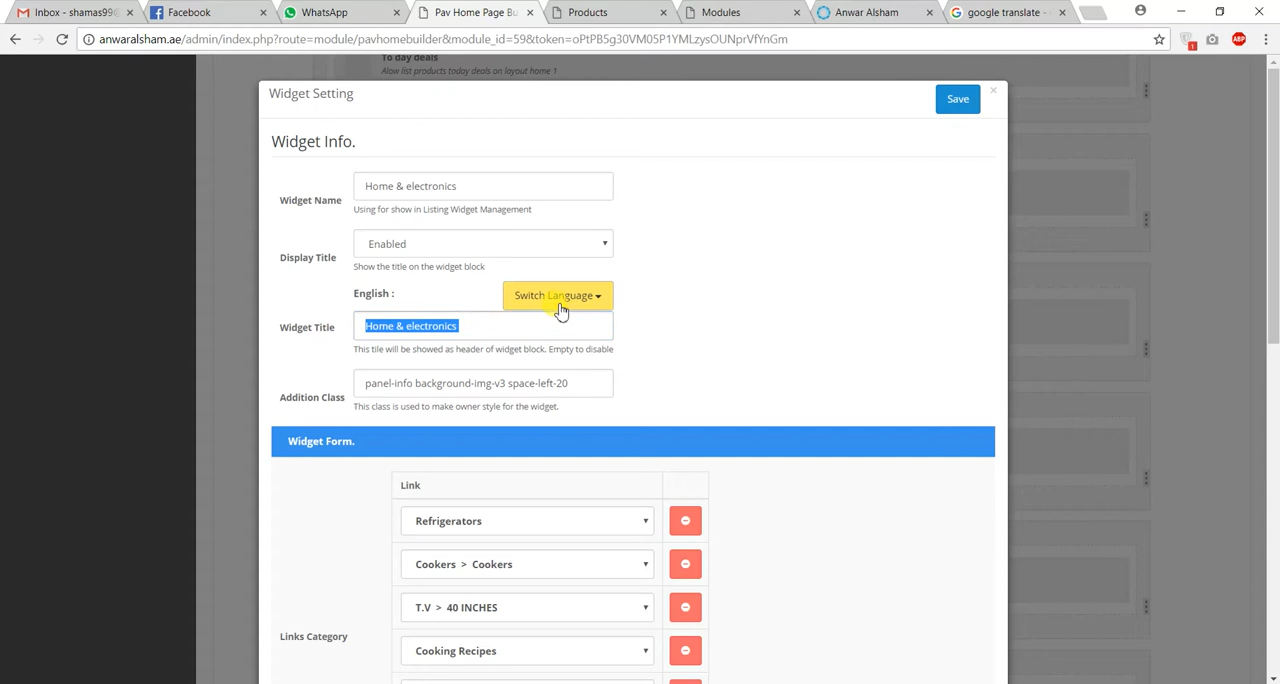 Inbox - shamas99@
Facebook
WhatsApp
Pav Home Page Bu
Products
Modules
Anwar Alsham
google translate -
anwaralsham.ae/admin/index.php?route=module/pavhomebuilder&module_id=59&token=oPtPB5g30VM05P1YMLzysOUNprVfYnGm
1
ABP
To day deals
Alow list products today deals on layout home 1
Widget Setting
Save
Widget Info.
Widget Name
Home & electronics
Using for show in Listing Widget Management
Display Title
Enabled
Show the title on the widget block
English :
Switch Language
Widget Title
Home & electronics
This tile will be showed as header of widget block. Empty to disable
Addition Class
panel-info background-img-v3 space-left-20
This class is used to make owner style for the widget.
Widget Form.
Link
Refrigerators
Cookers > Cookers
T.V > 40 INCHES
Links Category
Cooking Recipes